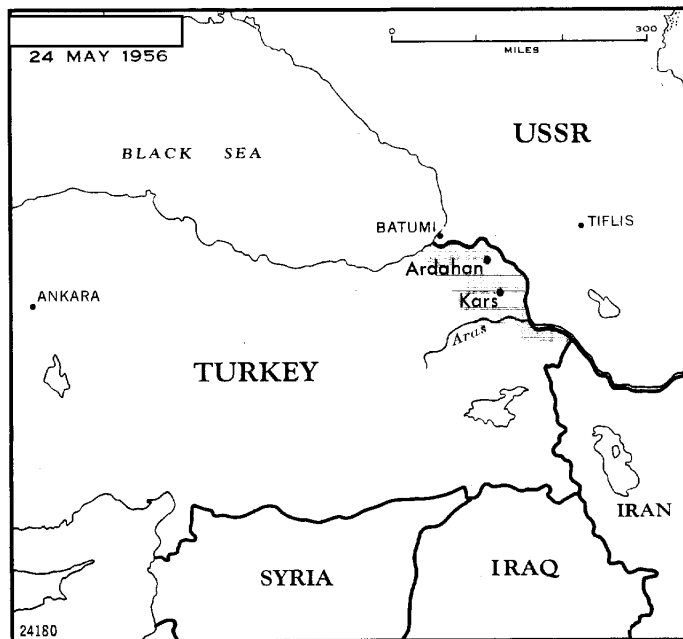 24 MAY 1956
0 300
MILES
USSR
BLACK SEA
BATUMI
TIFLIS
Ardahan
Kars
ANKARA
Aras
TURKEY
IRAN
SYRIA
IRAQ
24180